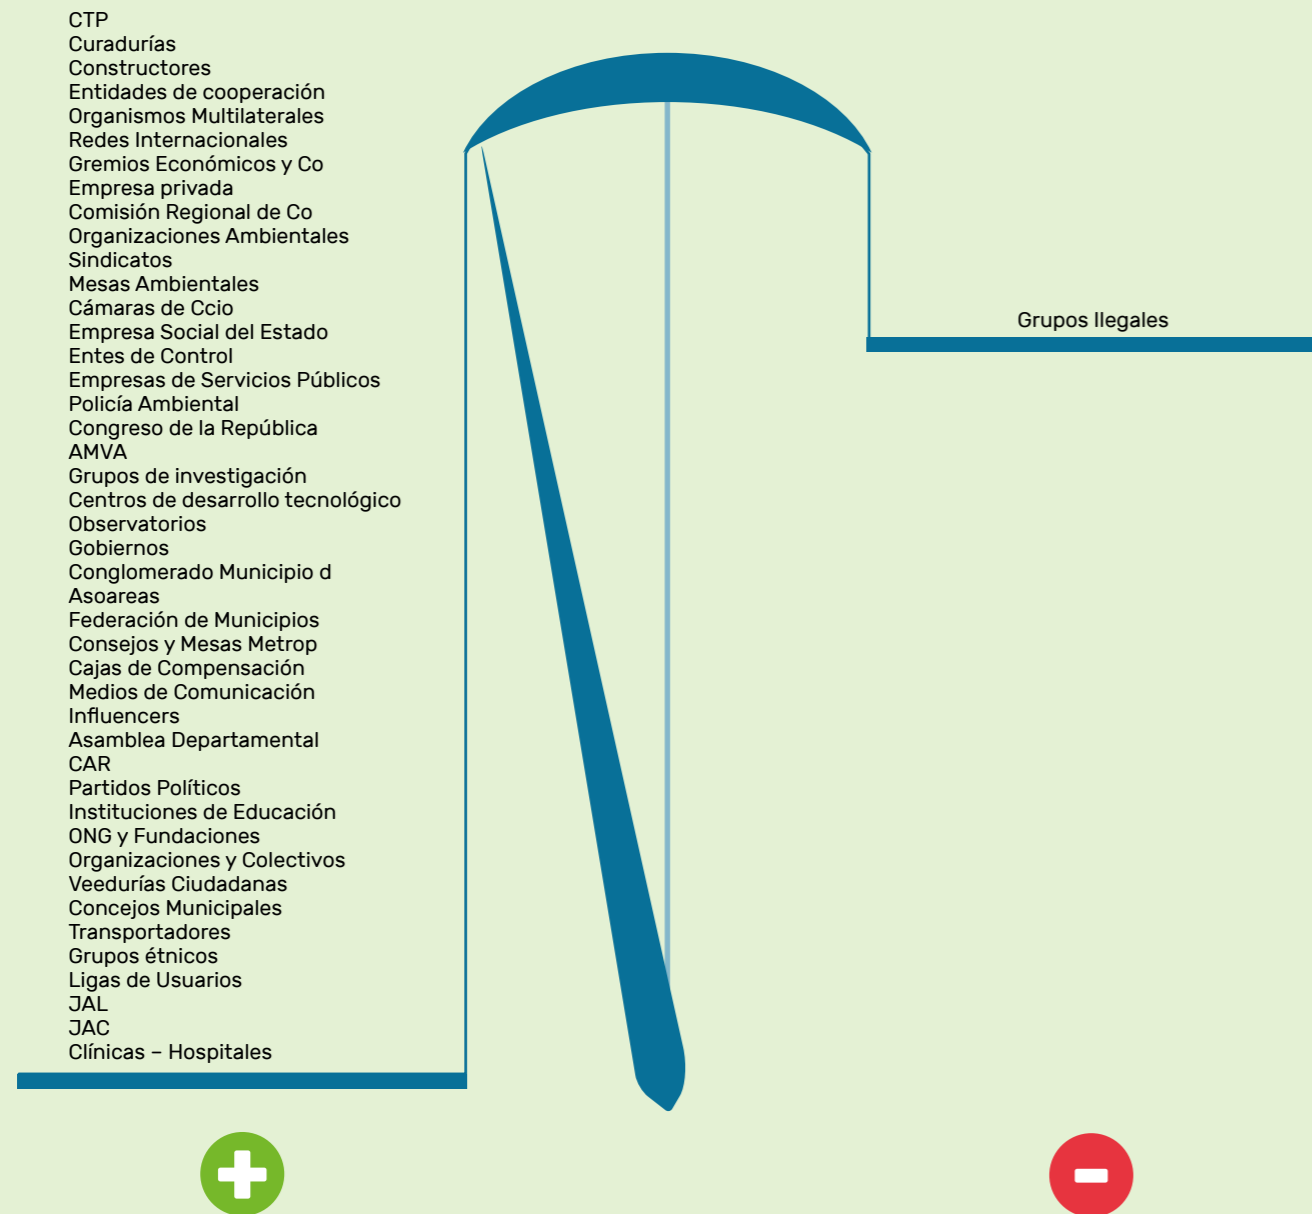 CTP
Curadurías
Constructores
Entidades de cooperación
Organismos Multilaterales
Redes Internacionales
Gremios Económicos y Co
Empresa privada
Comisión Regional de Co
Organizaciones Ambientales
Sindicatos
Mesas Ambientales
Cámaras de Ccio
Empresa Social del Estado
Entes de Control
Empresas de Servicios Públicos
Policía Ambiental
Congreso de la República
AMVA
Grupos de investigación
Centros de desarrollo tecnológico
Observatorios
Gobiernos
Conglomerado Municipio d
Asoareas
Federación de Municipios
Consejos y Mesas Metrop
Cajas de Compensación
Medios de Comunicación
Influencers
Asamblea Departamental
CAR
Partidos Políticos
Instituciones de Educación
ONG y Fundaciones
Organizaciones y Colectivos
Veedurías Ciudadanas
Concejos Municipales
Transportadores
Grupos étnicos
Ligas de Usuarios
JAL
JAC
Clínicas – Hospitales
Grupos Ilegales